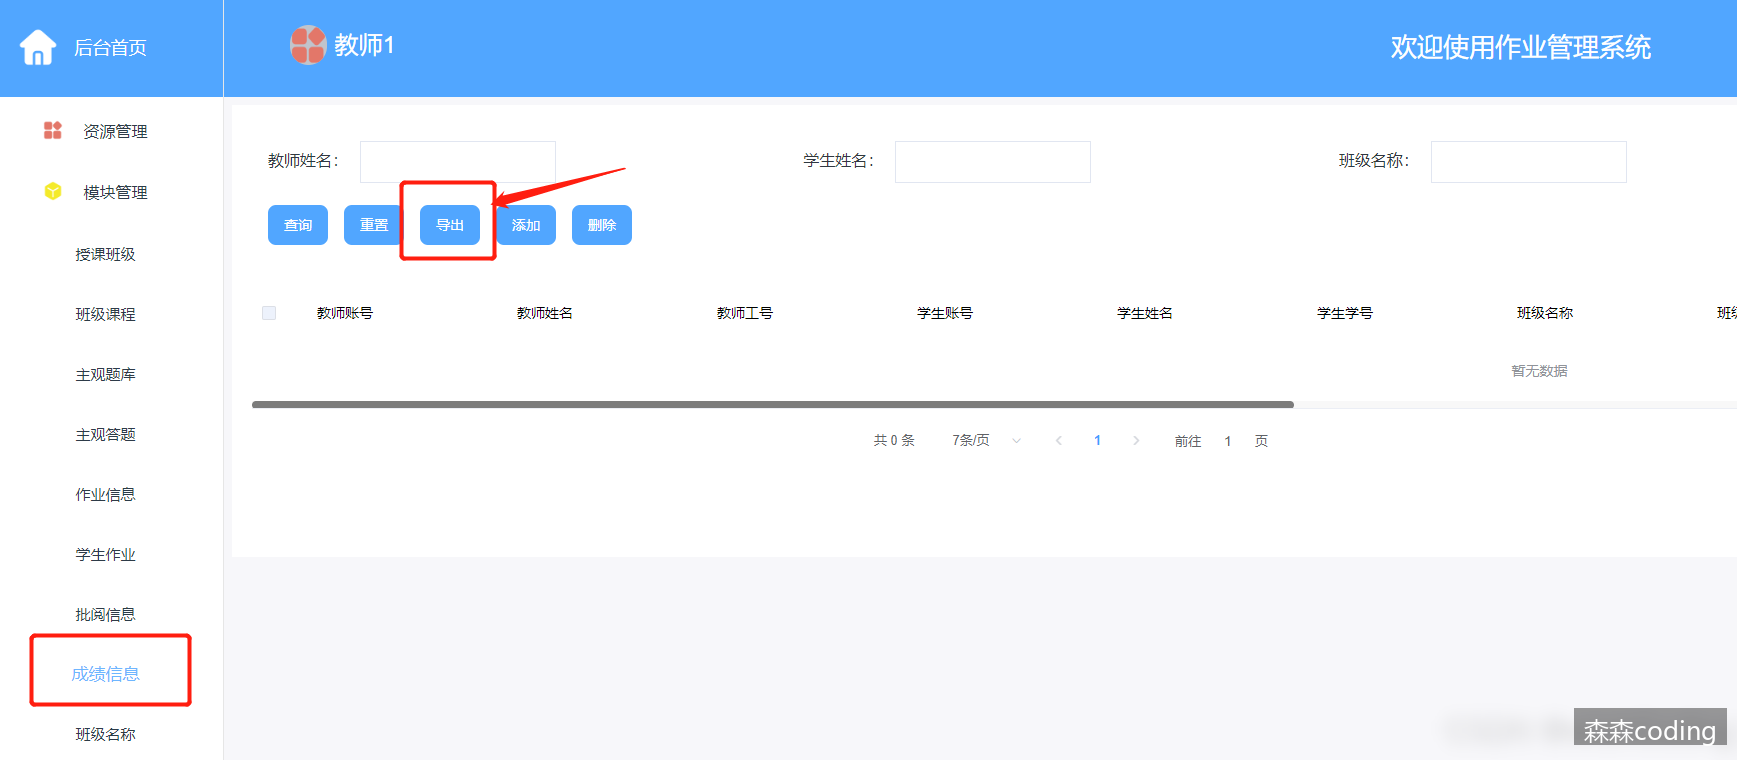 后台首页
教师1
欢迎使用作业管理系统
资源管理
模块管理
授课班级
班级课程
主观题库
主观答题
作业信息
学生作业
批阅信息
成绩信息
班级名称
教师姓名：
学生姓名：
班级名称：
查询 重置 导出 添加 删除
教师账号 教师姓名 教师工号 学生账号 学生姓名 学生学号 班级名称 班
暂无数据
共 0 条 7条/页 1 前往 1 页
森森coding